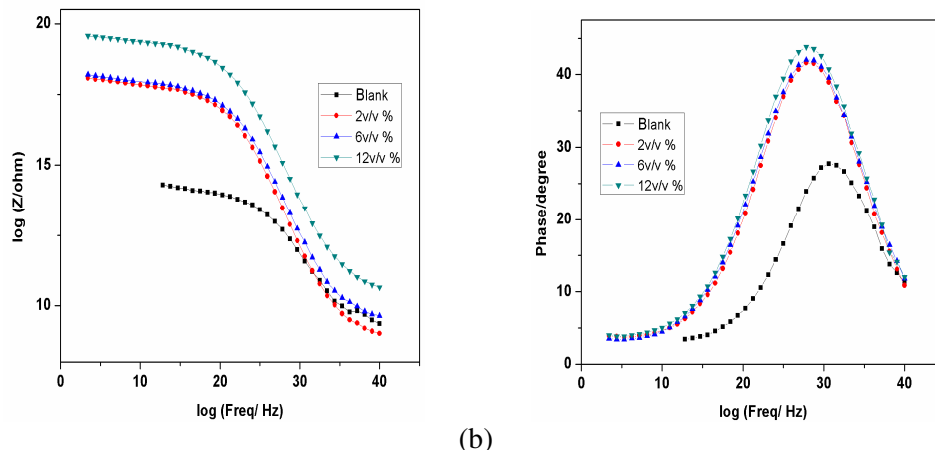 20
15
10
log (Z/ohm)
Blank
2v/v %
6v/v %
12v/v %
0 10 20 30 40
log (Freq/ Hz)
40
30
20
10
0
Phase/degree
Blank
2v/v %
6v/v %
12v/v %
0 10 20 30 40
log (Freq/ Hz)
(b)